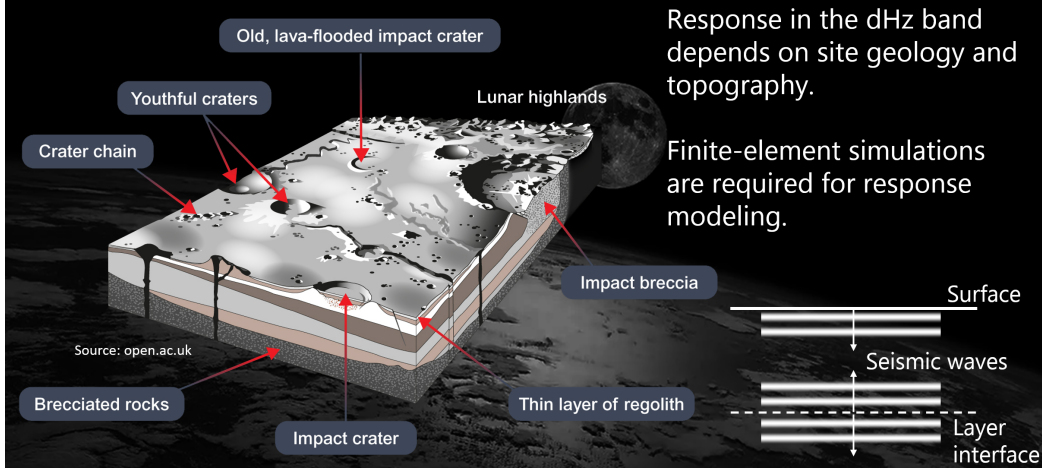 Response in the dHz band
depends on site geology and
topography.
Finite-element simulations
are required for response
modeling.
Old, lava-flooded impact crater
Youthful craters
Lunar highlands
Crater chain
Impact breccia
Source: open.ac.uk
Brecciated rocks
Thin layer of regolith
Impact crater
Surface
Seismic waves
Layer
interface